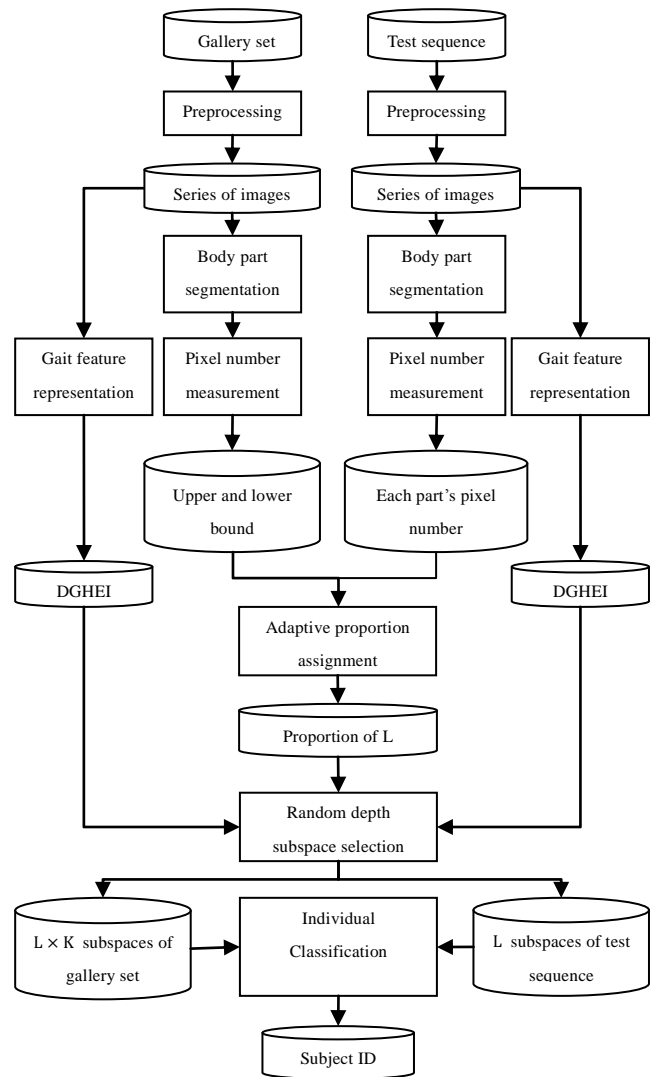 Gallery set
Test sequence
Preprocessing
Preprocessing
Series of images
Series of images
Body part
segmentation
Body part
segmentation
Gait feature
representation
Pixel number
measurement
Pixel number
measurement
Gait feature
representation
Upper and lower
bound
Each part's pixel
number
DGHEI
DGHEI
Adaptive proportion
assignment
Proportion of L
Random depth
subspace selection
L × K subspaces of
gallery set
Individual
Classification
L subspaces of test
sequence
Subject ID